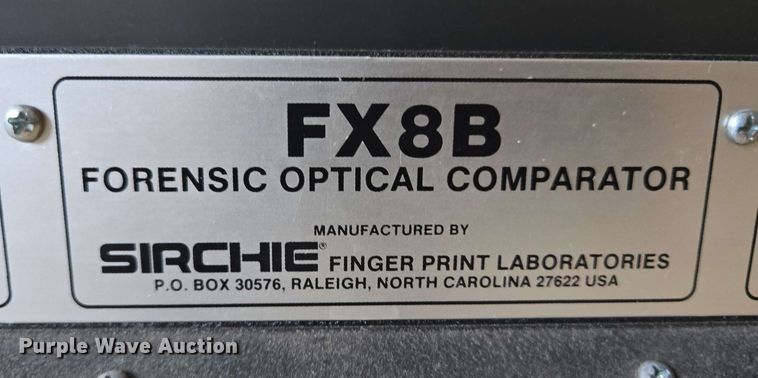 FX8B
FORENSIC OPTICAL COMPARATOR
MANUFACTURED BY
SIRCHIE® FINGER PRINT LABORATORIES
P.O. BOX 30576, RALEIGH, NORTH CAROLINA 27622 USA
Purple Wave Auction